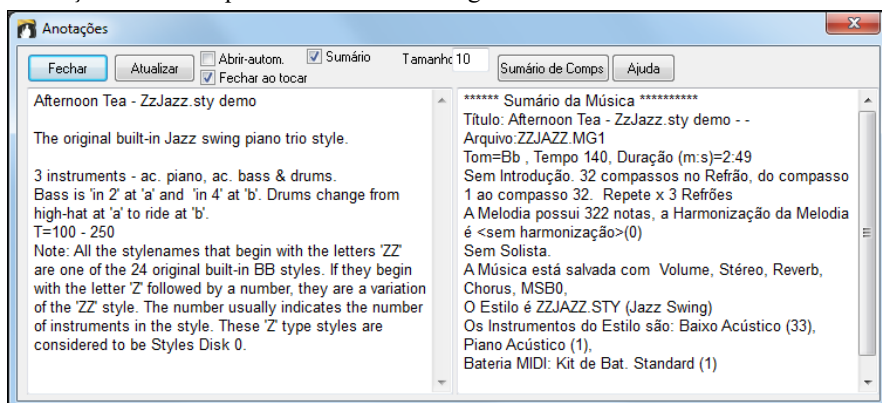 Anotações
Fechar Atualizar Abrir-autom. Sumário Tamanho 10 Sumário de Comps Ajuda
Fechar ao tocar
Afternoon Tea - ZzJazz.sty demo
The original built-in Jazz swing piano trio style.
3 instruments - ac. piano, ac. bass & drums.
Bass is 'in 2' at 'a' and 'in 4' at 'b'. Drums change from
high-hat at 'a' to ride at 'b'.
T=100 - 250
Note: All the stylenames that begin with the letters 'ZZ'
are one of the 24 original built-in BB styles. If they begin
with the letter 'Z' followed by a number, they are a variation
of the 'ZZ' style. The number usually indicates the number
of instruments in the style. These 'Z' type styles are
considered to be Styles Disk 0.
****** Sumário da Música **********
Título: Afternoon Tea - ZzJazz.sty demo - -
Arquivo:ZZJAZZ.MG1
Tom=Bb , Tempo 140, Duração (m:s)=2:49
Sem Introdução. 32 compassos no Refrão, do compasso
1 ao compasso 32. Repete x 3 Refrões
A Melodia possui 322 notas, a Harmonização da Melodia
é <sem harmonização>(0)
Sem Solista.
A Música está salvada com Volume, Stéreo, Reverb,
Chorus, MSB0,
O Estilo é ZZJAZZ.STY (Jazz Swing)
Os Instrumentos do Estilo são: Baixo Acústico (33),
Piano Acústico (1),
Bateria MIDI: Kit de Bat. Standard (1)